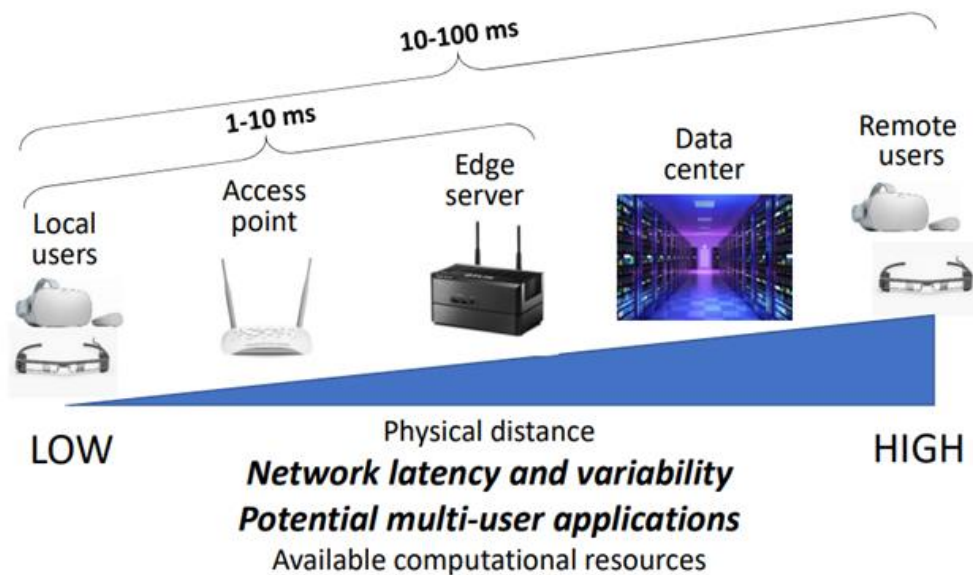 10-100 ms
1-10 ms
Local
users
Access
point
Edge
server
Data
center
Remote
users
LOW
HIGH
Physical distance
Network latency and variability
Potential multi-user applications
Available computational resources